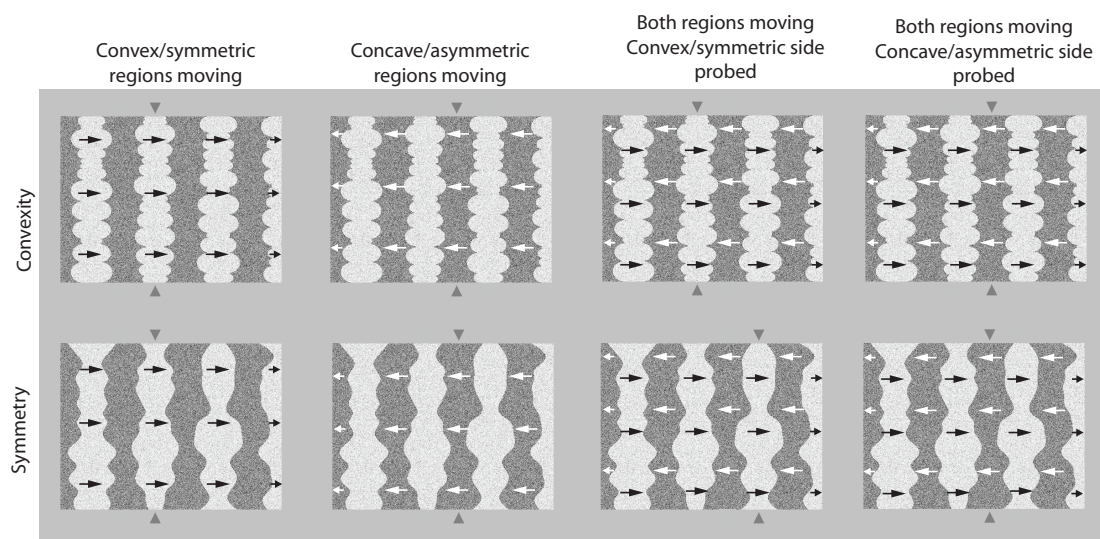 Convex/symmetric
regions moving
Concave/asymmetric
regions moving
Both regions moving
Convex/symmetric side
probed
Both regions moving
Concave/asymmetric side
probed
Convexity
Symmetry